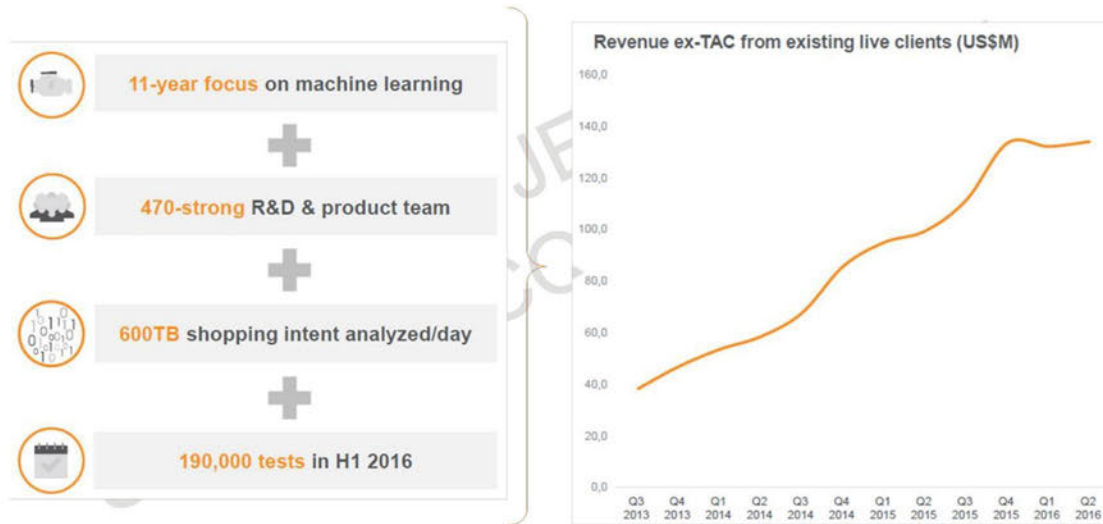 11-year focus on machine learning
470-strong R&D & product team
600TB shopping intent analyzed/day
190,000 tests in H1 2016
Revenue ex-TAC from existing live clients (US$M)
160,0
140,0
120,0
100,0
80,0
60,0
40,0
20,0
0,0
Q3 Q4 Q1 Q2 Q3 Q4 Q1 Q2 Q3 Q4 Q1 Q2
2013 2013 2014 2014 2014 2014 2015 2015 2015 2015 2016 2016